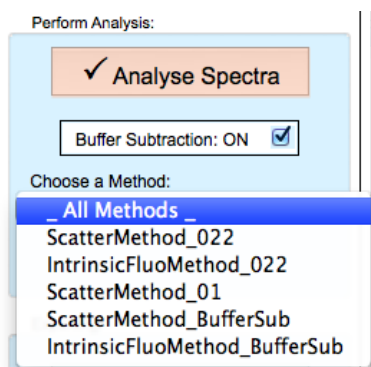 Perform Analysis:
✓ Analyse Spectra
Buffer Subtraction: ON
Choose a Method:
_ All Methods _
ScatterMethod_022
IntrinsicFluoMethod_022
ScatterMethod_01
ScatterMethod_BufferSub
IntrinsicFluoMethod_BufferSub